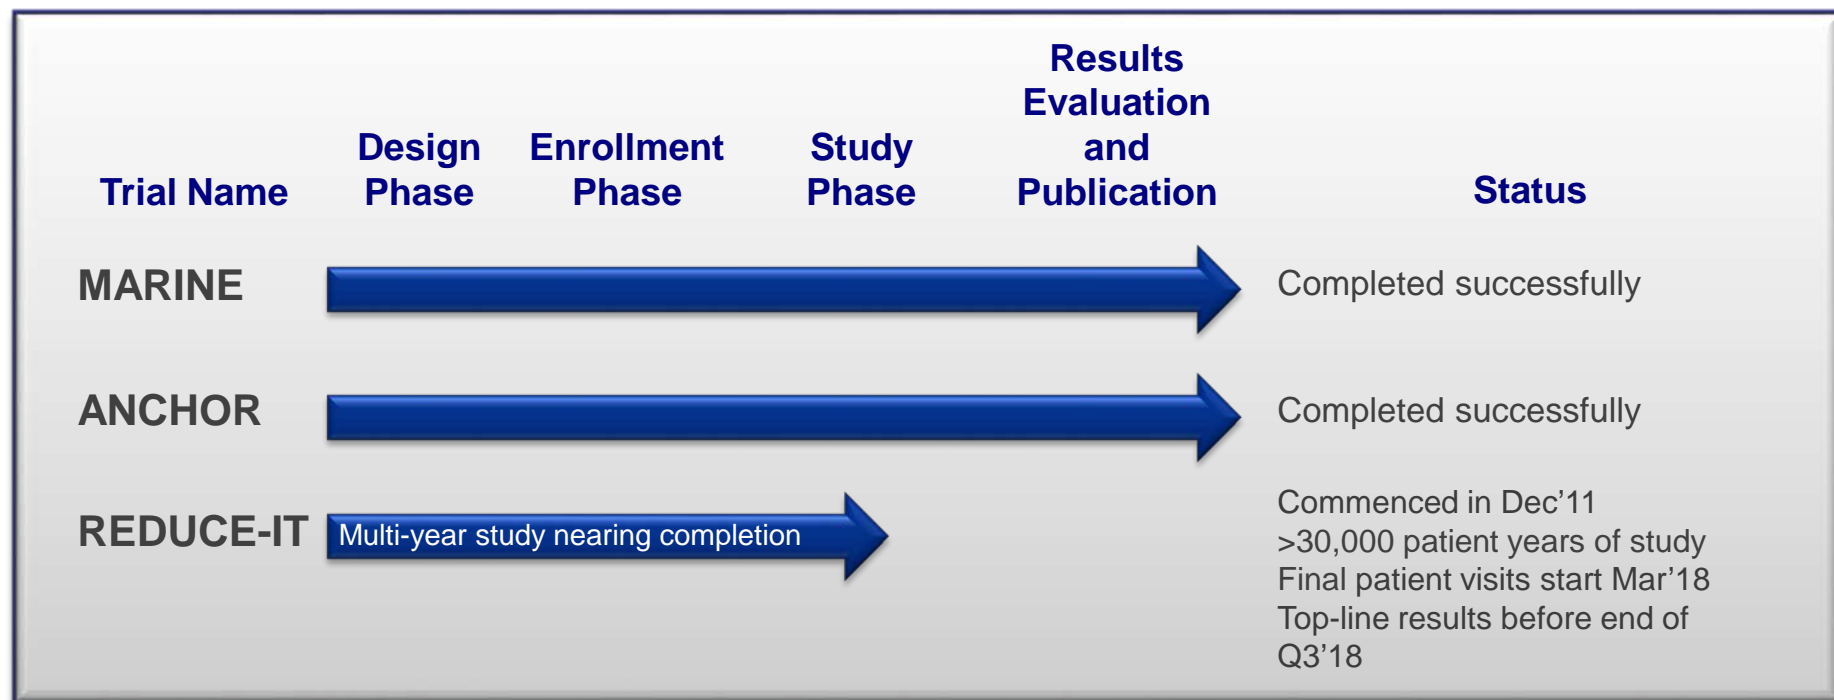 Trial Name
Design
Phase
Enrollment
Phase
Study
Phase
Results
Evaluation
and
Publication
Status
MARINE
Completed successfully
ANCHOR
Completed successfully
REDUCE-IT
Multi-year study nearing completion
Commenced in Dec’11
>30,000 patient years of study
Final patient visits start Mar’18
Top-line results before end of
Q3’18